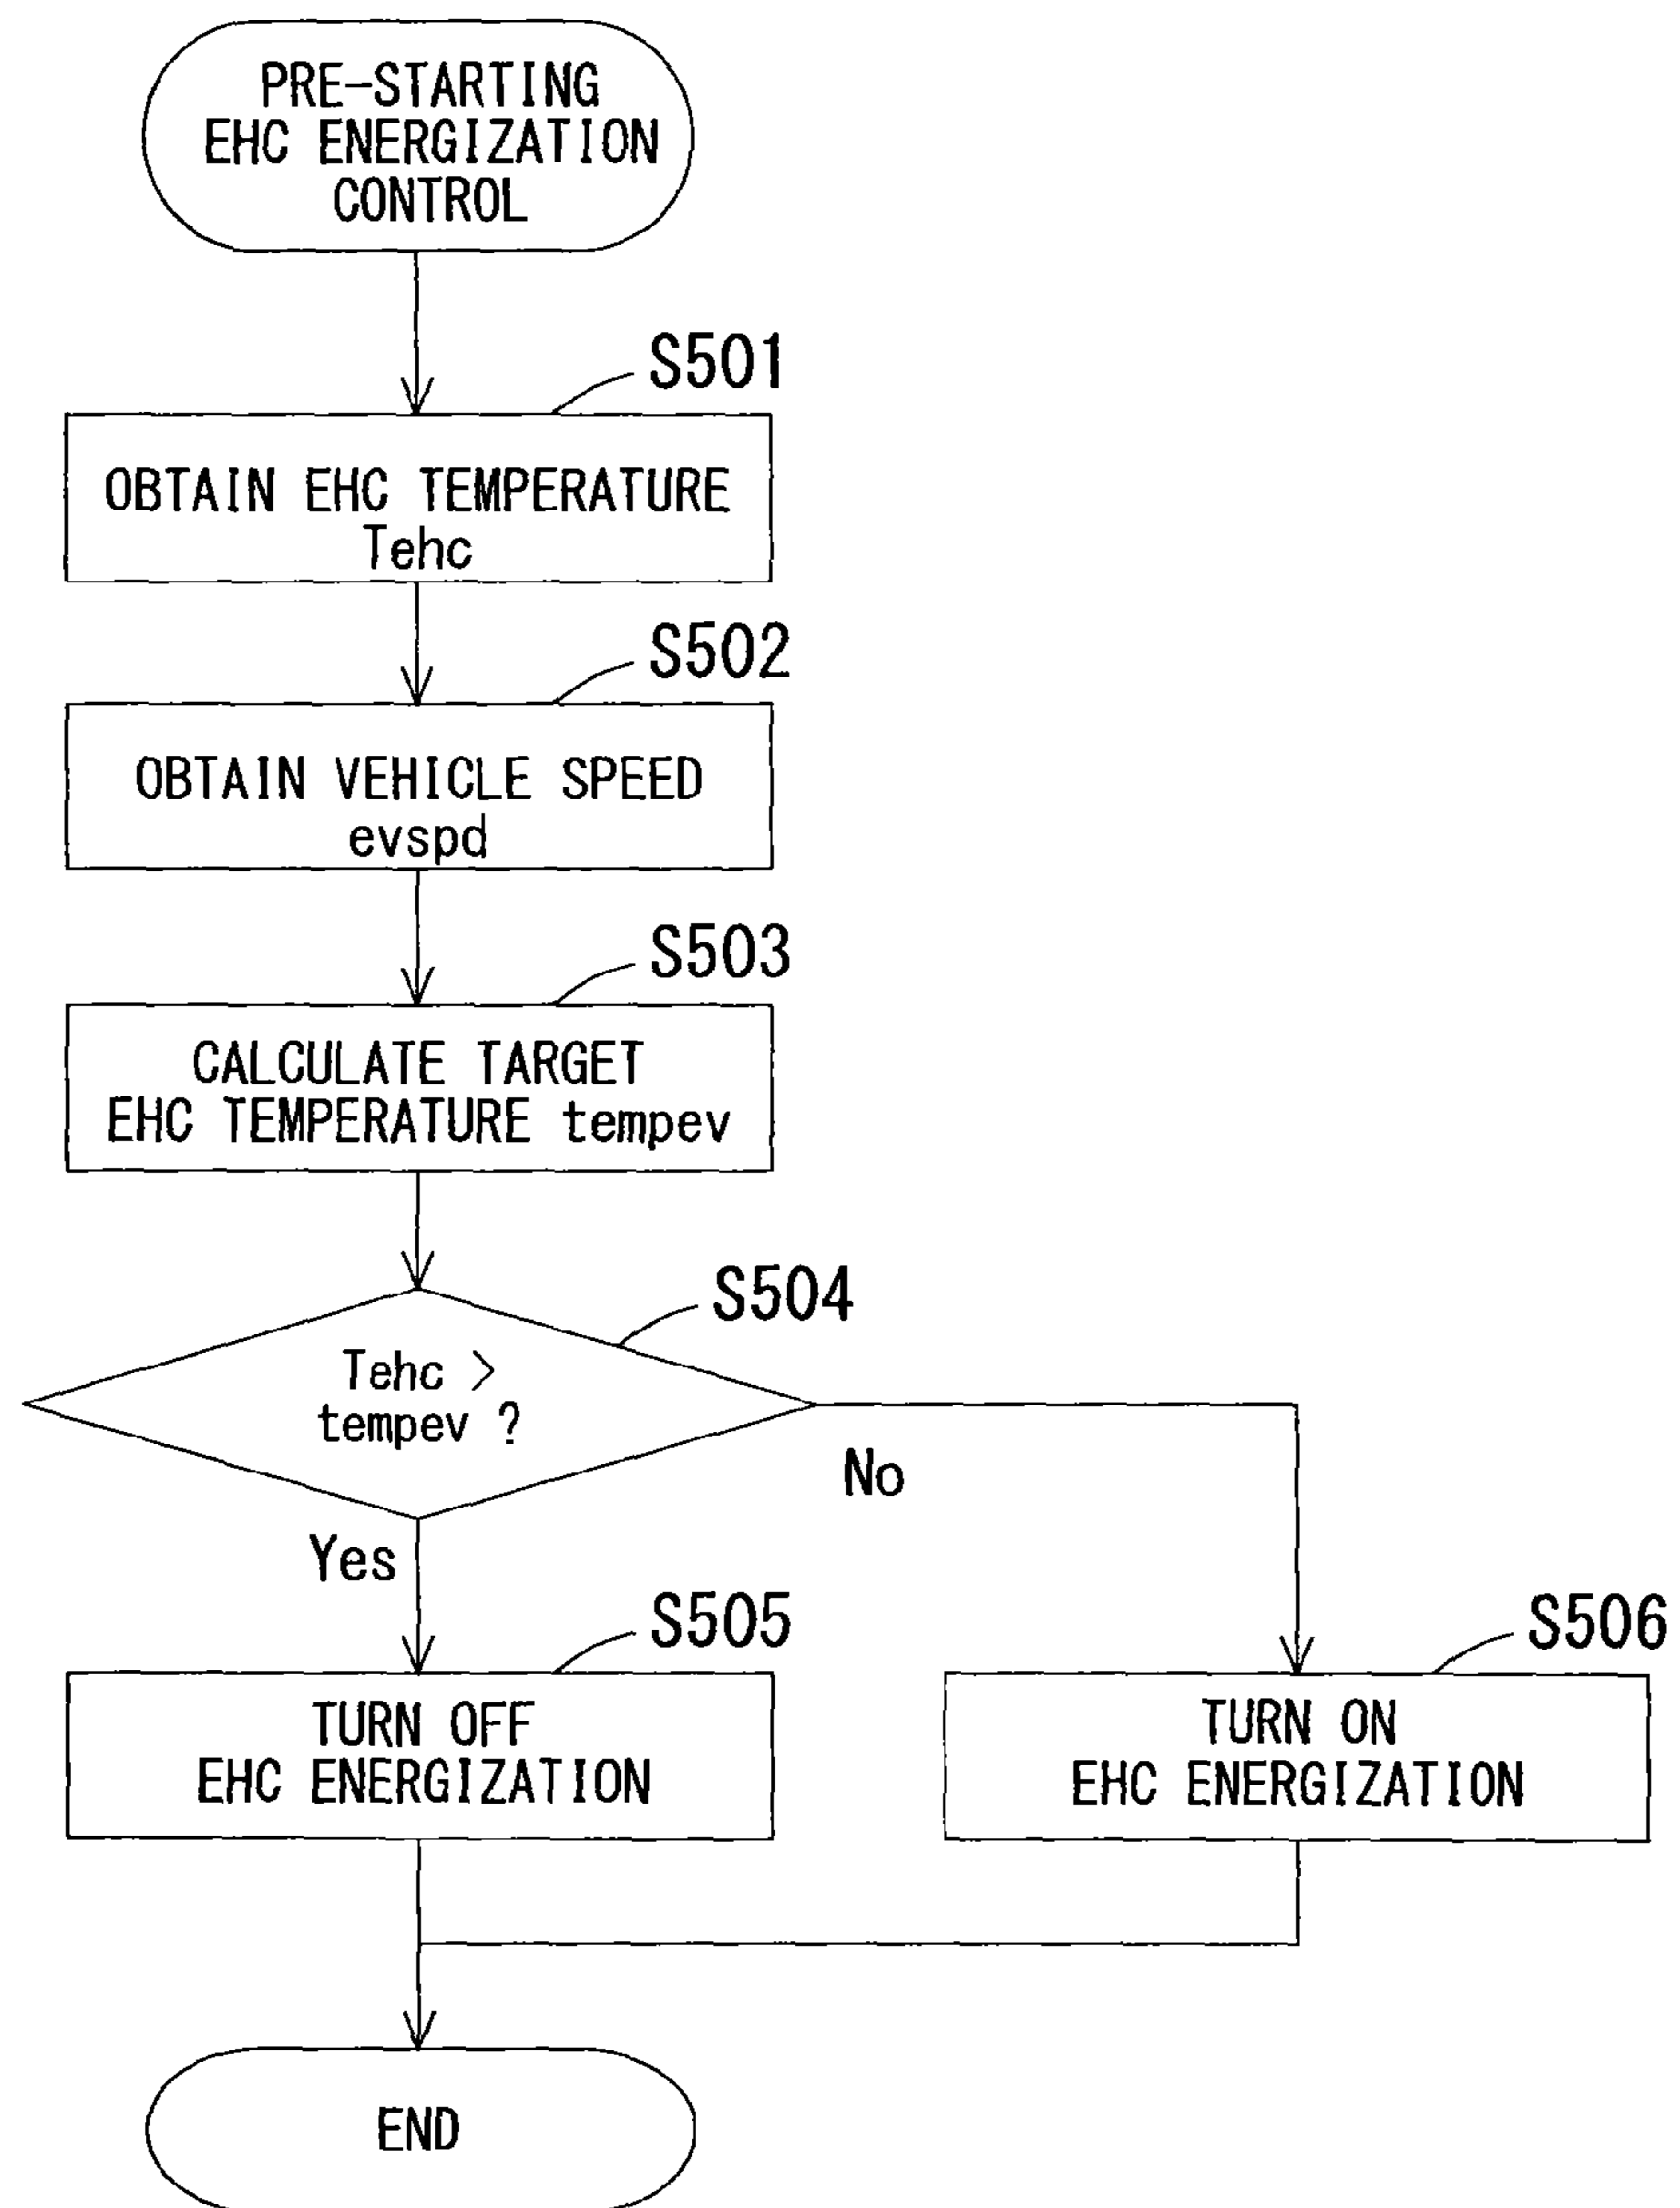 PRE-STARTING
EHC ENERGIZATION
CONTROL
S501
OBTAIN EHC TEMPERATURE
Tehc
S502
OBTAIN VEHICLE SPEED
evspd
S503
CALCULATE TARGET
EHC TEMPERATURE tempev
S504
Tehc >
tempev ?
No
Yes
S505
TURN OFF
EHC ENERGIZATION
S506
TURN ON
EHC ENERGIZATION
END